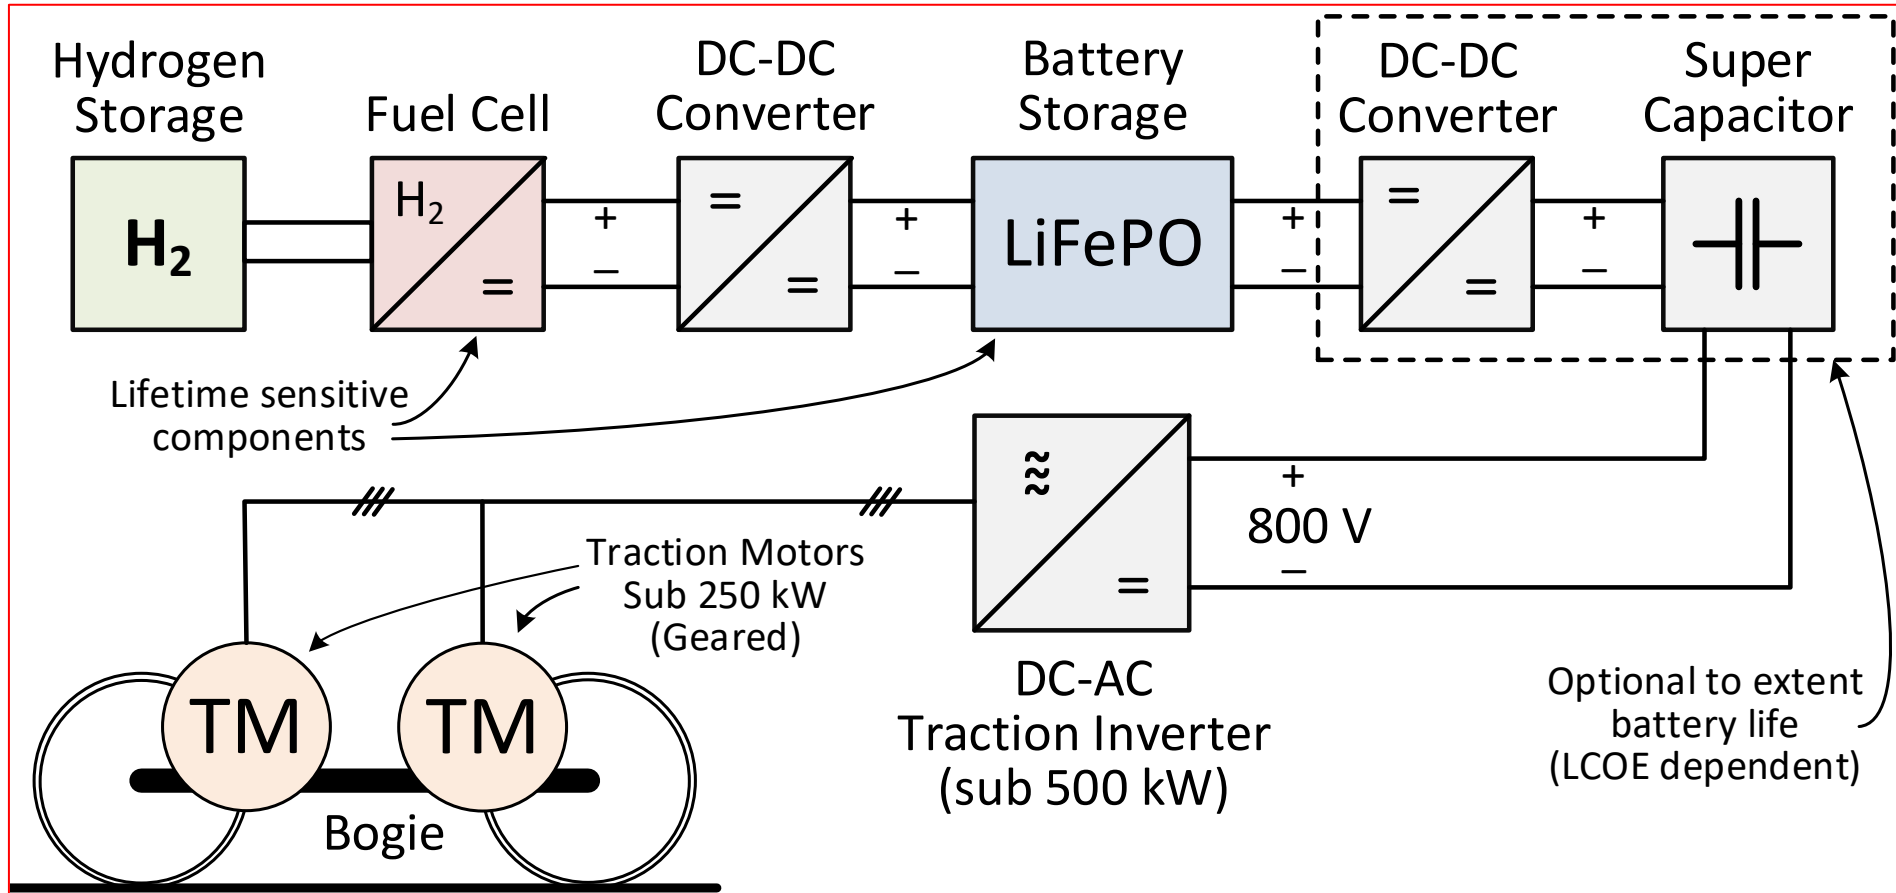 Hydrogen
Storage
Fuel Cell
DC-DC
Converter
Battery
Storage
DC-DC
Converter
Super
Capacitor
H₂
H₂
=
+
–
=
=
+
–
LiFePO
+
–
=
=
+
–
Lifetime sensitive
components
≈
=
+
800 V
–
Traction Motors
Sub 250 kW
(Geared)
TM
TM
Bogie
DC-AC
Traction Inverter
(sub 500 kW)
Optional to extent
battery life
(LCOE dependent)